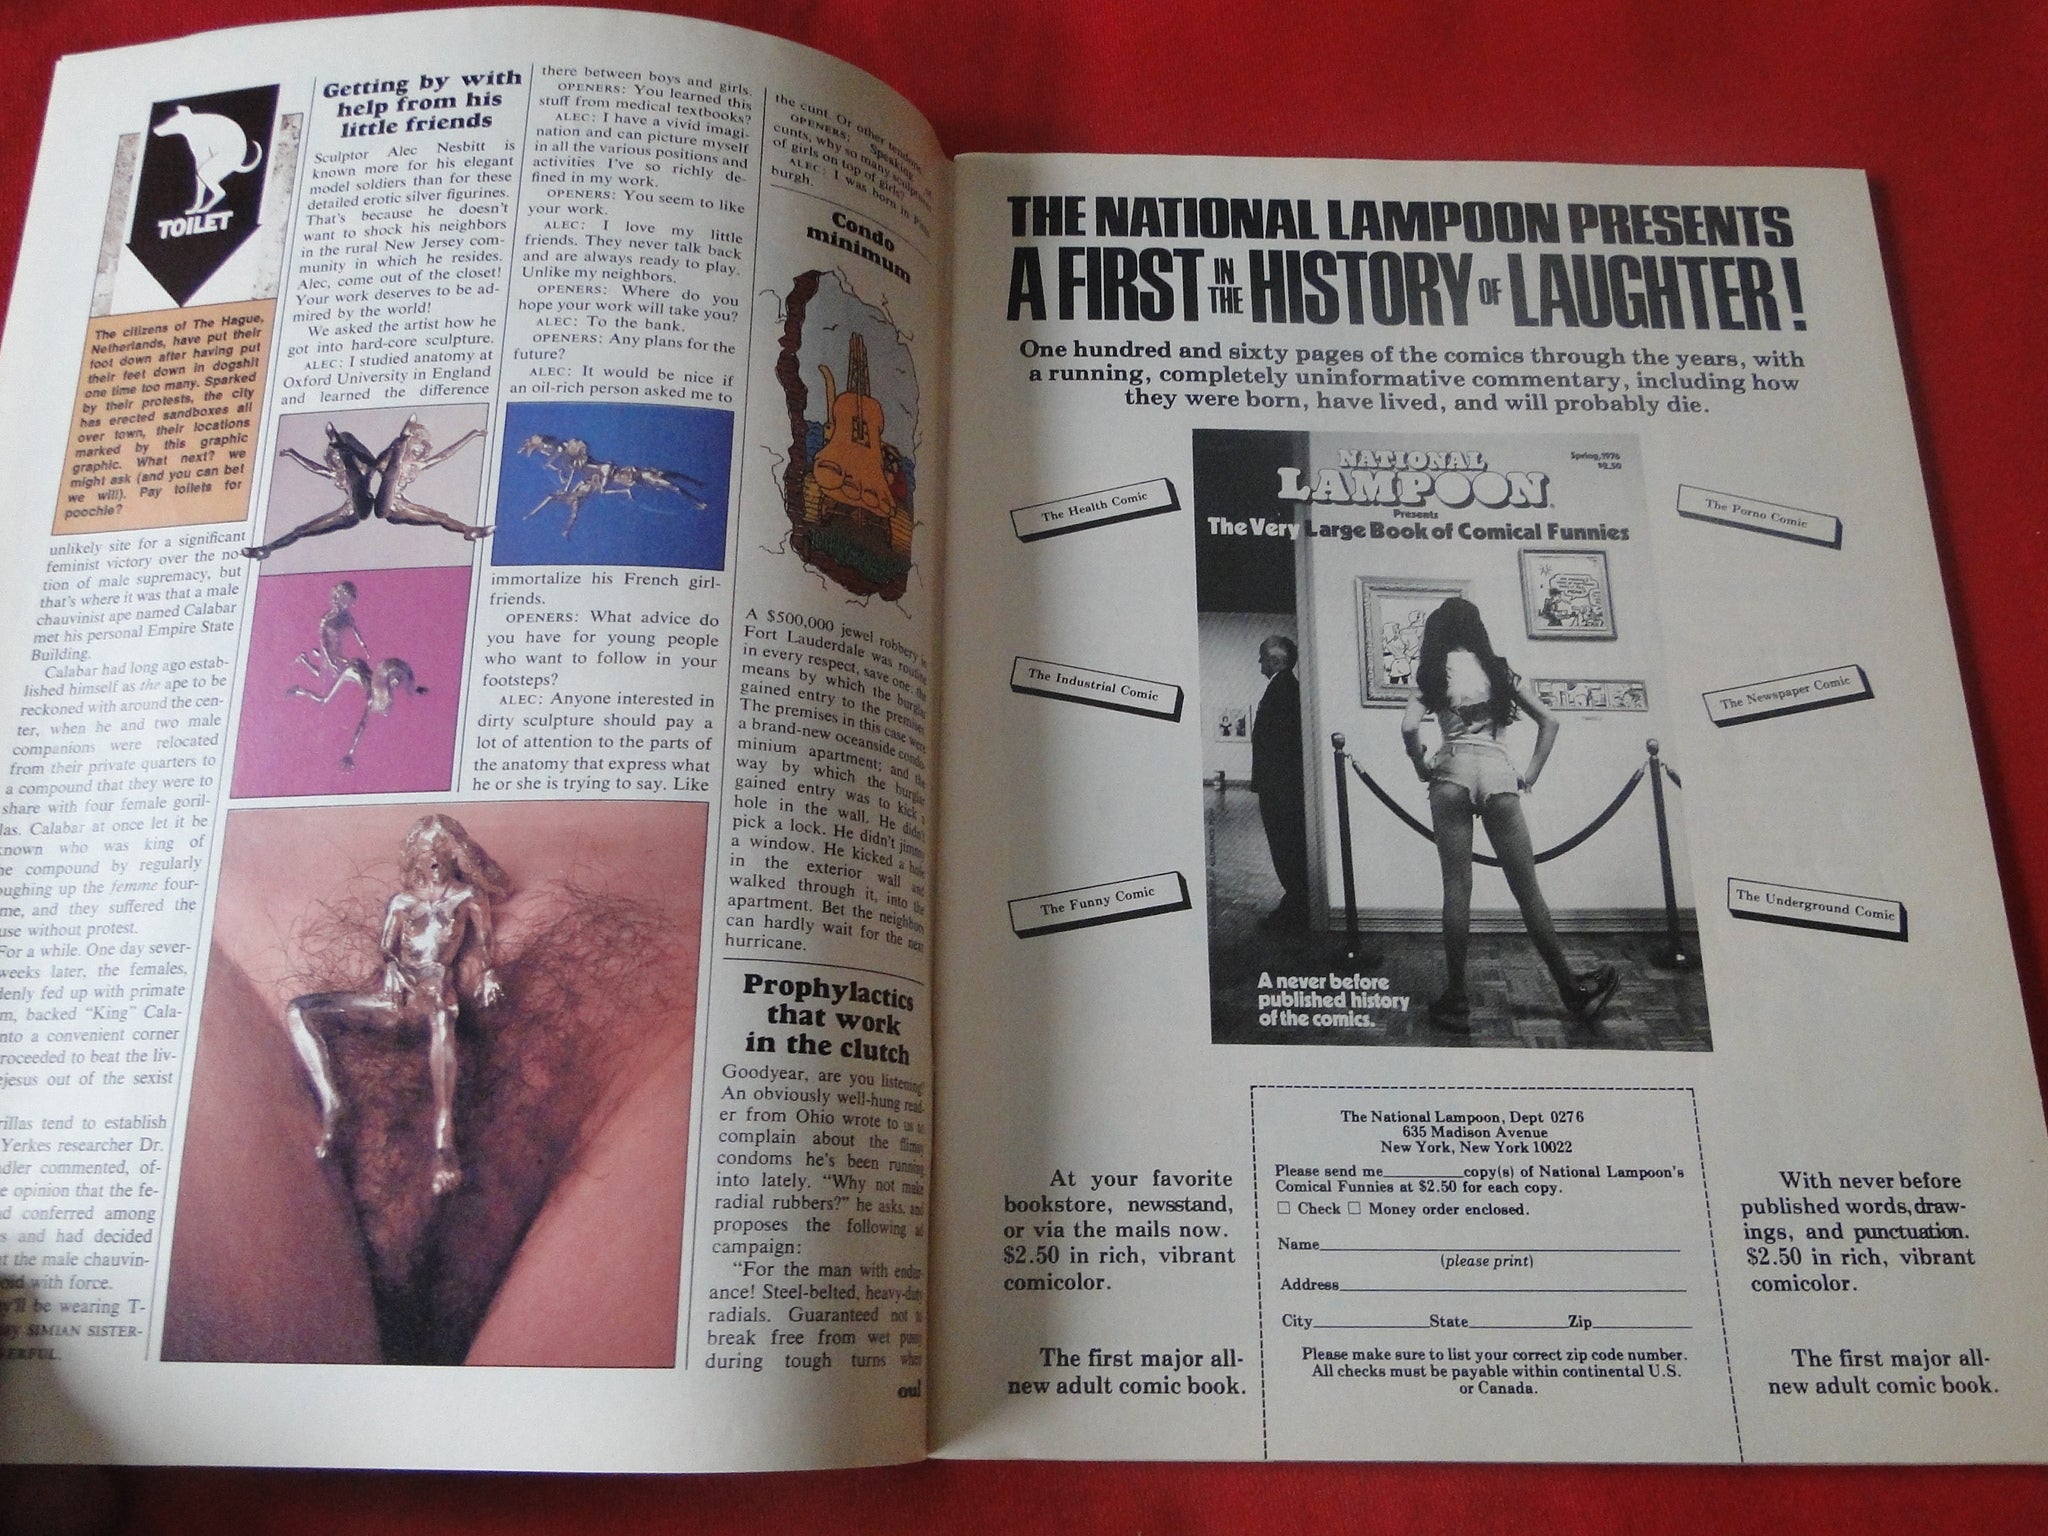 TOILET
The citizens of The Hague,
Netherlands, have put their
foot down after having put
their feet down in dogshit
one time too many. Sparked
by their protests, the city
has erected sandboxes all
over town, their locations
marked by this graphic
graphic. What next? we
might ask (and you can bet
we will). Pay toilets for
poochie?
unlikely site for a significant
feminist victory over the no-
tion of male supremacy, but
that's where it was that a male
chauvinist ape named Calabar
met his personal Empire State
Building.
Calabar had long ago estab-
lished himself as the ape to be
reckoned with around the cen-
ter, when he and two male
companions were relocated
from their private quarters to
a compound that they were to
share with four female goril-
las. Calabar at once let it be
known who was king of
the compound by regularly
oughing up the femme four-
me, and they suffered the
use without protest.
For a while. One day sever-
weeks later, the females,
denly fed up with primate
m, backed "King" Cala-
nto a convenient corner
roceeded to beat the liv-
ejesus out of the sexist
rillas tend to establish
Yerkes researcher Dr.
dler commented, of-
e opinion that the fe-
d conferred among
s and had decided
t the male chauvin-
oid with force.
y'll be wearing T-
SIMIAN SISTER-
ERFUL.
Getting by with
help from his
little friends
Sculptor Alec Nesbitt is
known more for his elegant
model soldiers than for these
detailed erotic silver figurines.
That's because he doesn't
want to shock his neighbors
in the rural New Jersey com-
munity in which he resides.
Alec, come out of the closet!
Your work deserves to be ad-
mired by the world!
We asked the artist how he
got into hard-core sculpture.
ALEC: I studied anatomy at
Oxford University in England
and learned the difference
there between boys and girls.
OPENERS: You learned this
stuff from medical textbooks?
ALEC: I have a vivid imagi-
nation and can picture myself
in all the various positions and
activities I've so richly de-
fined in my work.
OPENERS: You seem to like
your work.
ALEC: I love my little
friends. They never talk back
and are always ready to play.
Unlike my neighbors.
OPENERS: Where do you
hope your work will take you?
ALEC: To the bank.
OPENERS: Any plans for the
future?
ALEC: It would be nice if
an oil-rich person asked me to
immortalize his French girl-
friends.
OPENERS: What advice do
you have for young people
who want to follow in your
footsteps?
ALEC: Anyone interested in
dirty sculpture should pay a
lot of attention to the parts of
the anatomy that express what
he or she is trying to say. Like
the cunt. Or other tendons.
OPENERS: Speaking of
cunts, why so many sculptures
of girls on top of girls?
ALEC: I was born in Pitts-
burgh.
Condo
minimum
A $500,000 jewel robbery in
Fort Lauderdale was routine
in every respect, save one: the
means by which the burglar
gained entry to the premises.
The premises in this case were
a brand-new oceanside condo-
minium apartment; and the
way by which the burglar
gained entry was to kick a
hole in the wall. He didn't
pick a lock. He didn't jimmy
a window. He kicked a hole
in the exterior wall and
walked through it, into the
apartment. Bet the neighbors
can hardly wait for the next
hurricane.
Prophylactics
that work
in the clutch
Goodyear, are you listening?
An obviously well-hung read-
er from Ohio wrote to us to
complain about the flimsy
condoms he's been running
into lately. "Why not make
radial rubbers?" he asks, and
proposes the following ad
campaign:
"For the man with endur-
ance! Steel-belted, heavy-duty
radials. Guaranteed not to
break free from wet pussy
during tough turns when
oui
THE NATIONAL LAMPOON PRESENTS
A FIRST IN THE HISTORY OF LAUGHTER!
One hundred and sixty pages of the comics through the years, with
a running, completely uninformative commentary, including how
they were born, have lived, and will probably die.
The Health Comic
The Industrial Comic
The Funny Comic
NATIONAL
LAMPOON
Spring, 1976
$2.50
Presents
The Very Large Book of Comical Funnies
A never before
published history
of the comics.
The Porno Comic
The Newspaper Comic
The Underground Comic
At your favorite
bookstore, newsstand,
or via the mails now.
$2.50 in rich, vibrant
comicolor.
The first major all-
new adult comic book.
The National Lampoon, Dept 0276
635 Madison Avenue
New York, New York 10022
Please send me________copy(s) of National Lampoon's
Comical Funnies at $2.50 for each copy.
☐ Check ☐ Money order enclosed.
Name
(please print)
Address
City________State________Zip________
Please make sure to list your correct zip code number.
All checks must be payable within continental U.S.
or Canada.
With never before
published words, draw-
ings, and punctuation.
$2.50 in rich, vibrant
comicolor.
The first major all-
new adult comic book.